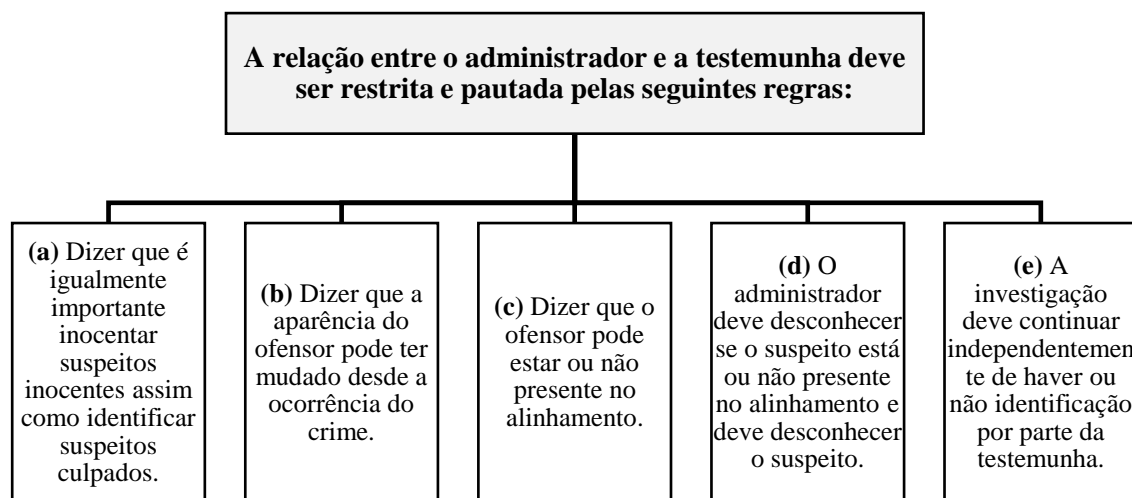 A relação entre o administrador e a testemunha deve
ser restrita e pautada pelas seguintes regras:
(a) Dizer que é
igualmente
importante
inocentar
suspeitos
inocentes assim
como identificar
suspeitos
culpados.
(b) Dizer que a
aparência do
ofensor pode ter
mudado desde a
ocorrência do
crime.
(c) Dizer que o
ofensor pode
estar ou não
presente no
alinhamento.
(d) O
administrador
deve desconhecer
se o suspeito está
ou não presente
no alinhamento e
deve desconhecer
o suspeito.
(e) A
investigação
deve continuar
independentemen
te de haver ou
não identificação
por parte da
testemunha.